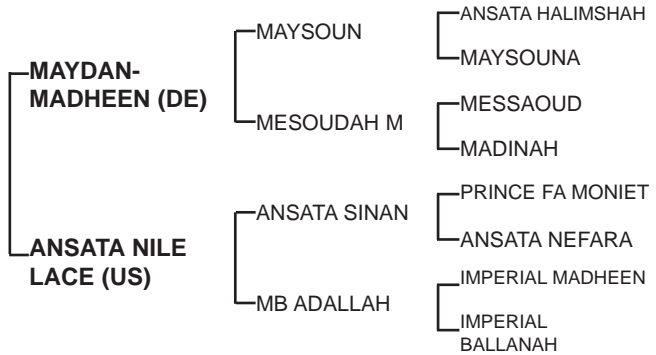 ANSATA HALIMSHAH
MAYSOUN
MAYSOUNA
MAYDAN-
MADHEEN (DE)
MESSAOUD
MESOUDAH M
MADINAH
PRINCE FA MONIET
ANSATA SINAN
ANSATA NEFARA
ANSATA NILE
LACE (US)
IMPERIAL MADHEEN
MB ADALLAH
IMPERIAL
BALLANAH